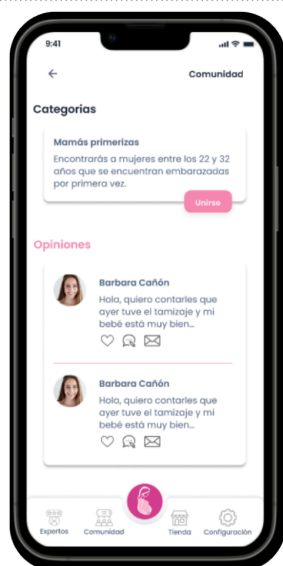 9:41
Comunidad
Categorias
Mamás primerizas
Encontrarás a mujeres entre los 22 y 32
años que se encuentran embarazadas
por primera vez.
Unirse
Opiniones
Barbara Cañón
Hola, quiero contarles que
ayer tuve el tamizaje y mi
bebé está muy bien...
Barbara Cañón
Hola, quiero contarles que
ayer tuve el tamizaje y mi
bebé está muy bien...
Expertos Comunidad Tienda Configuración